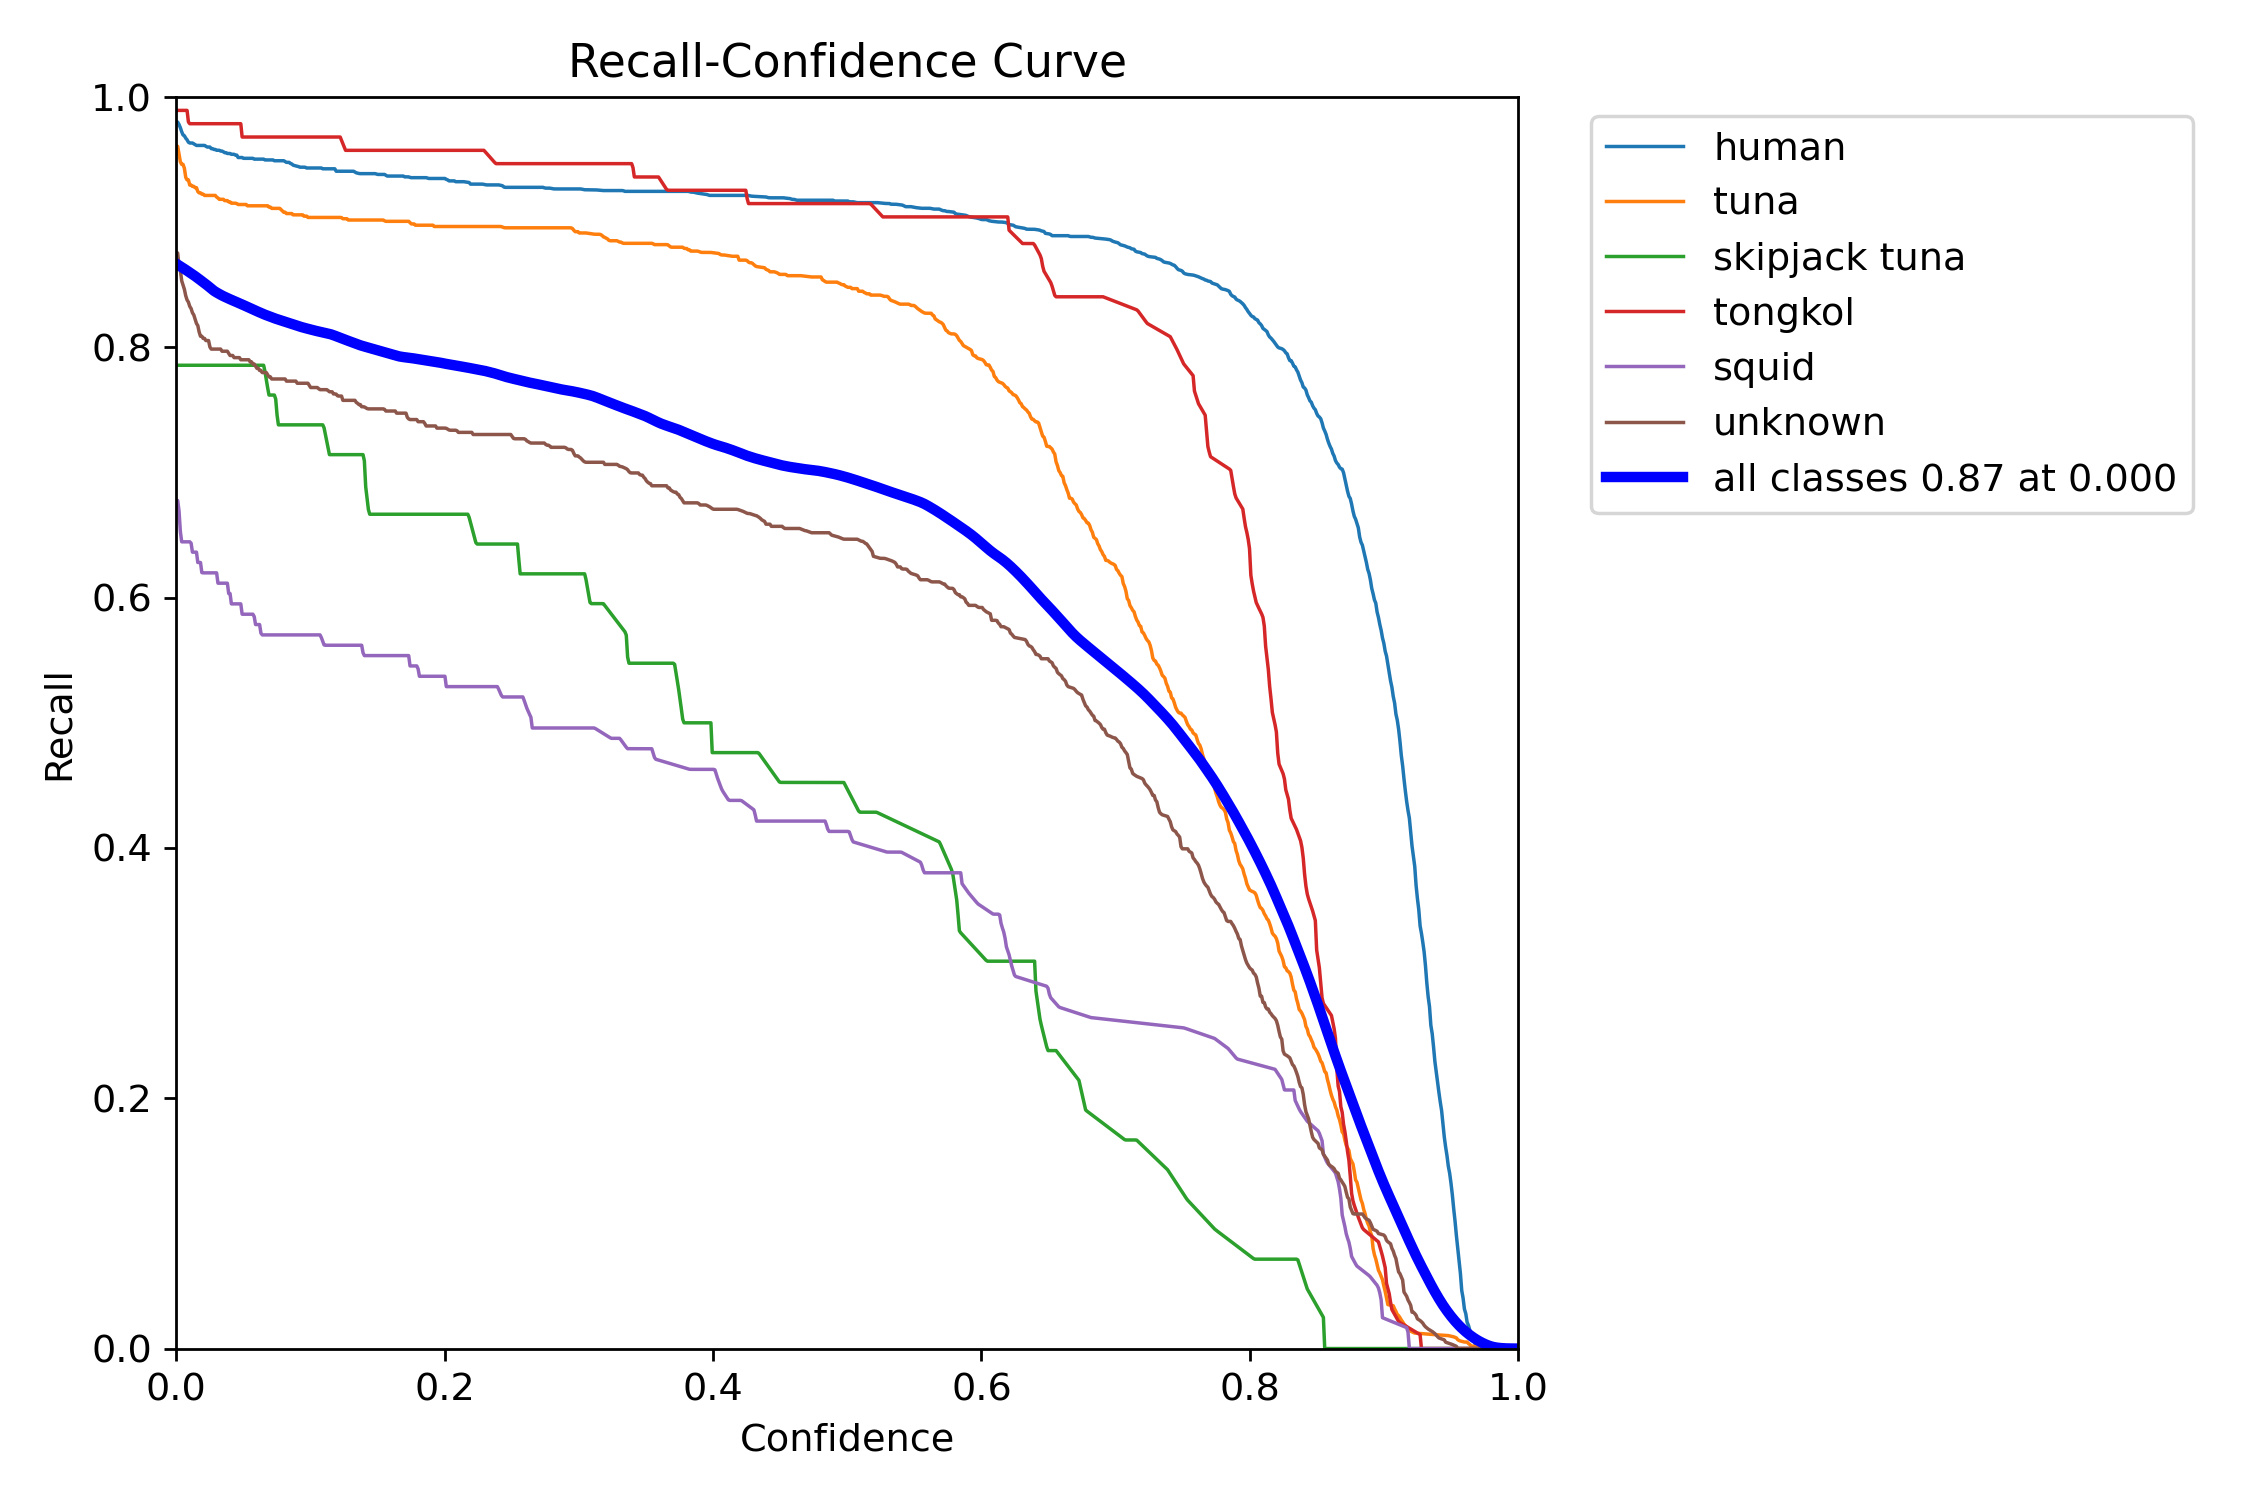 Recall-Confidence Curve
1.0
0.8
0.6
0.4
0.2
0.0
Recall
0.0 0.2 0.4 0.6 0.8 1.0
Confidence
human
tuna
skipjack tuna
tongkol
squid
unknown
all classes 0.87 at 0.000